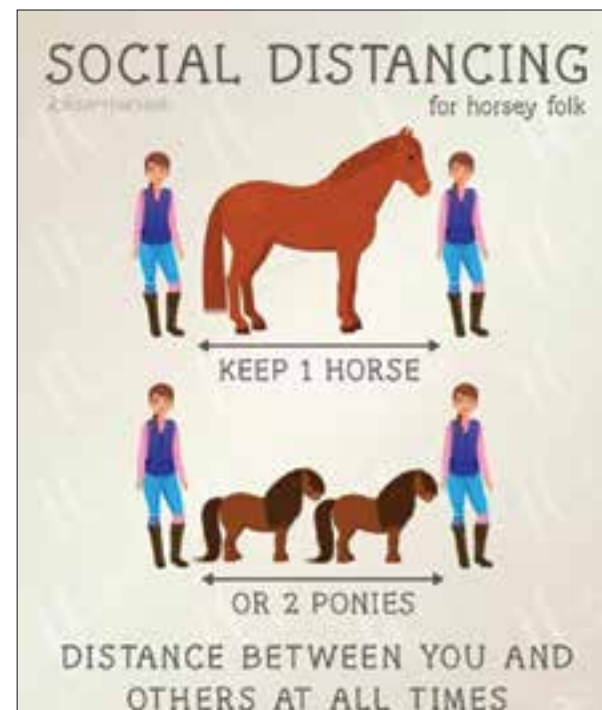 SOCIAL DISTANCING
for horsey folk
KEEP 1 HORSE
OR 2 PONIES
DISTANCE BETWEEN YOU AND
OTHERS AT ALL TIMES